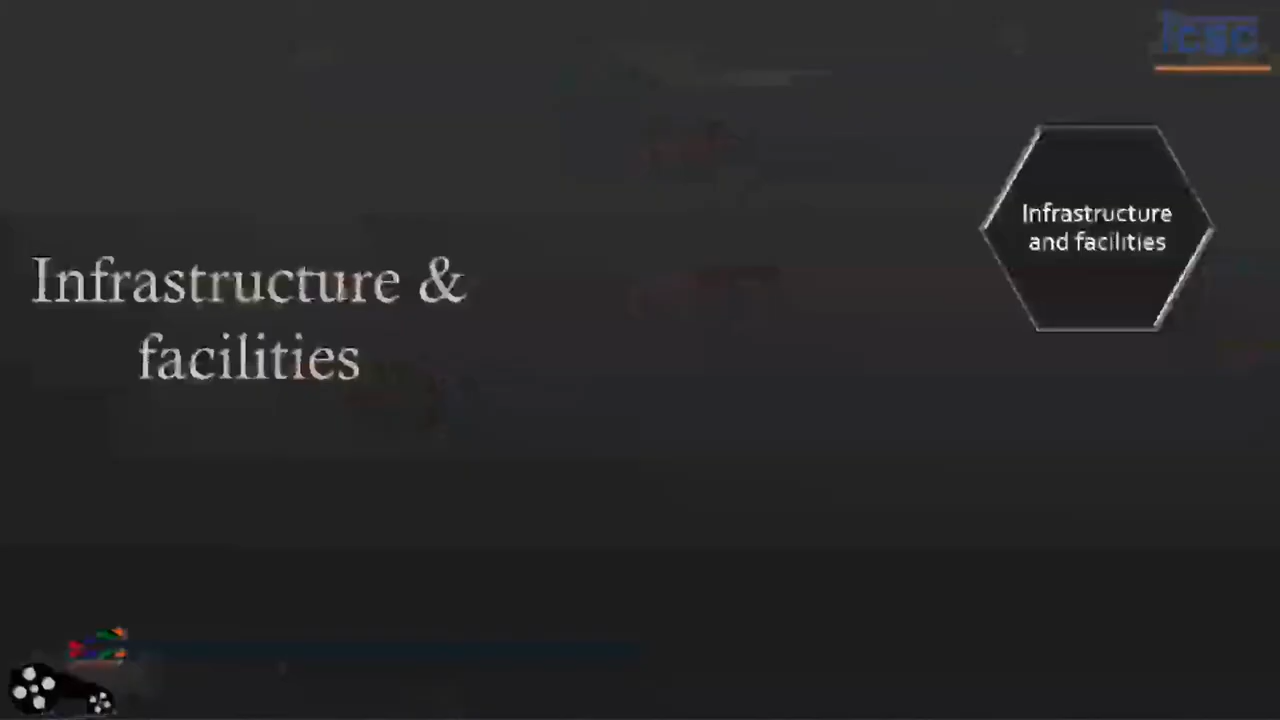 Infrastructure &
facilities
Infrastructure
and facilities